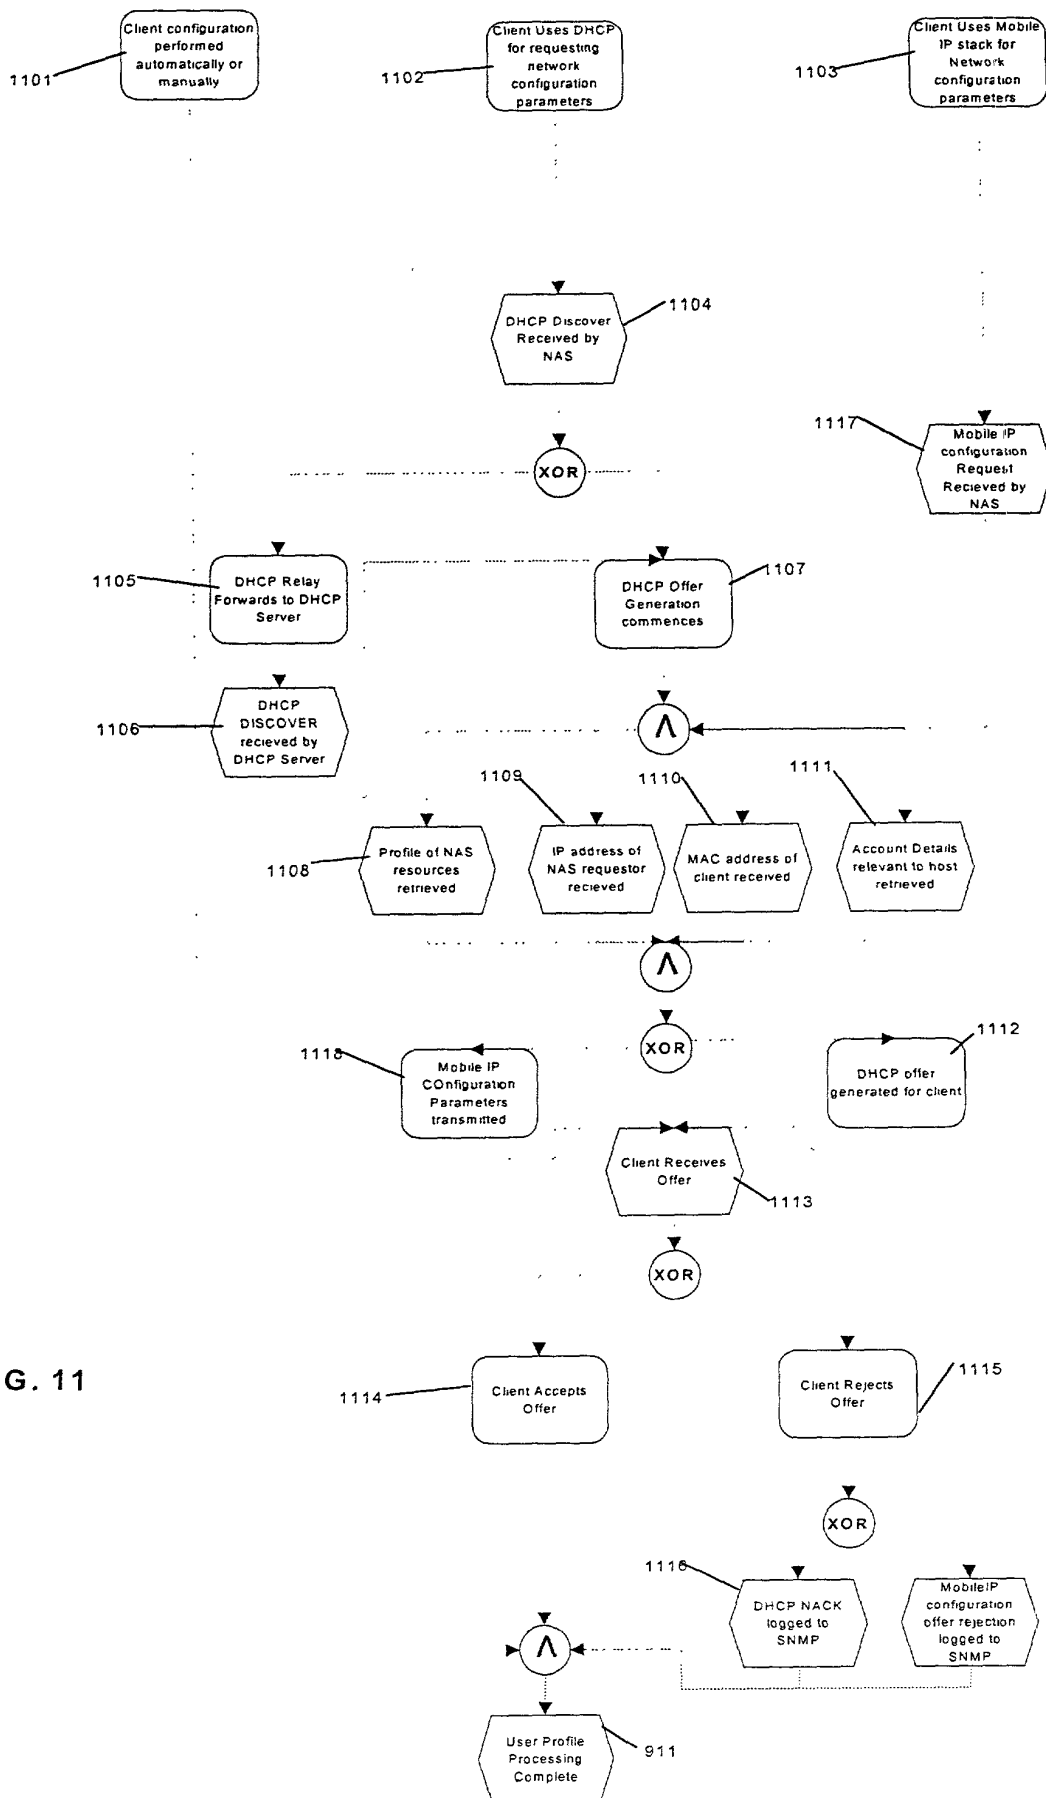 Client configuration
performed
automatically or
manually
1101
Client Uses DHCP
for requesting
network
configuration
parameters
1102
Client Uses Mobile
IP stack for
Network
configuration
parameters
1103
DHCP Discover
Received by
NAS
1104
XOR
1117
Mobile IP
configuration
Request
Recieved by
NAS
1105
DHCP Relay
Forwards to DHCP
Server
DHCP Offer
Generation
commences
1107
1106
DHCP
DISCOVER
recieved by
DHCP Server
Λ
1108
Profile of NAS
resources
retrieved
1109
IP address of
NAS requestor
recieved
1110
MAC address of
client received
1111
Account Details
relevant to host
retrieved
Λ
XOR
1118
Mobile IP
COnfiguration
Parameters
transmitted
1112
DHCP offer
generated for client
Client Receives
Offer
1113
XOR
G. 11
1114
Client Accepts
Offer
Client Rejects
Offer
1115
XOR
1116
DHCP NACK
logged to
SNMP
MobileIP
configuration
offer rejection
logged to
SNMP
Λ
User Profile
Processing
Complete
911